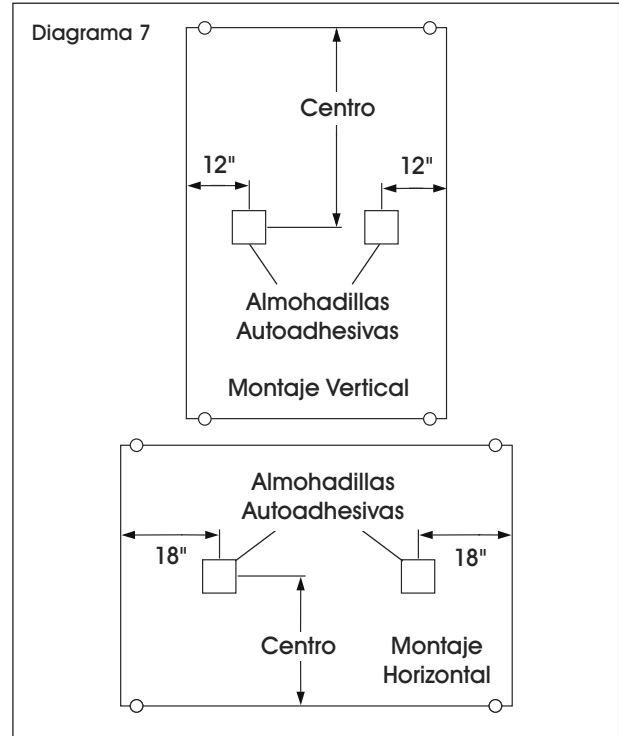 Diagrama 7
Centro
12"
12"
Almohadillas
Autoadhesivas
Montaje Vertical
Almohadillas
Autoadhesivas
18"
18"
Centro
Montaje
Horizontal